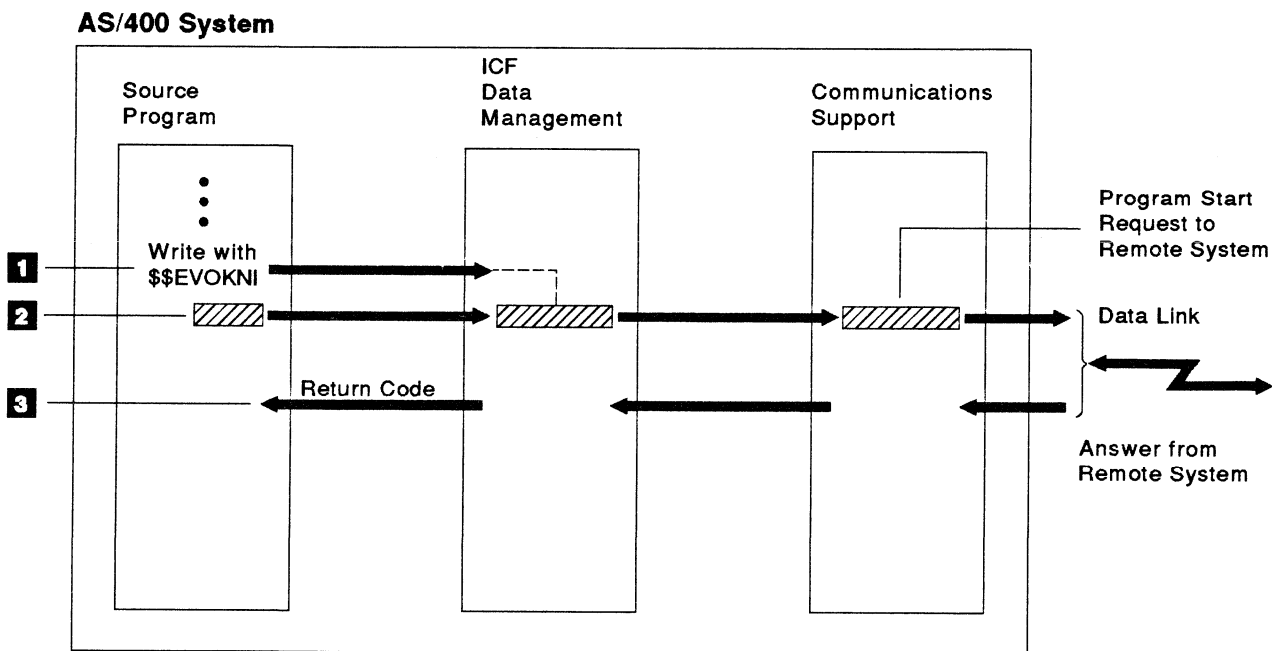 AS/400 System
Source
Program
ICF
Data
Management
Communications
Support
Program Start
Request to
Remote System
1
Write with
$$EVOKNI
2
Data Link
3
Return Code
Answer from
Remote System